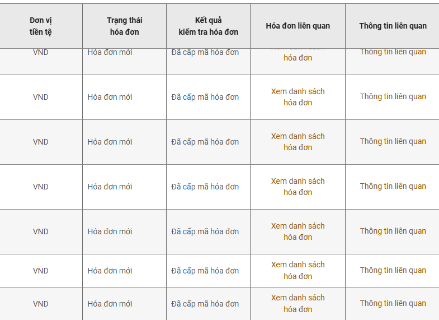 Đơn vị tiền tệ Trạng thái hóa đơn Kết quả kiểm tra hóa đơn Hóa đơn liên quan Thông tin liên quan
VND Hóa đơn mới Đã cấp mã hóa đơn hóa đơn Thông tin liên quan
VND Hóa đơn mới Đã cấp mã hóa đơn Xem danh sách hóa đơn Thông tin liên quan
VND Hóa đơn mới Đã cấp mã hóa đơn Xem danh sách hóa đơn Thông tin liên quan
VND Hóa đơn mới Đã cấp mã hóa đơn Xem danh sách hóa đơn Thông tin liên quan
VND Hóa đơn mới Đã cấp mã hóa đơn Xem danh sách hóa đơn Thông tin liên quan
VND Hóa đơn mới Đã cấp mã hóa đơn Xem danh sách hóa đơn Thông tin liên quan
VND Hóa đơn mới Đã cấp mã hóa đơn Xem danh sách hóa đơn Thông tin liên quan